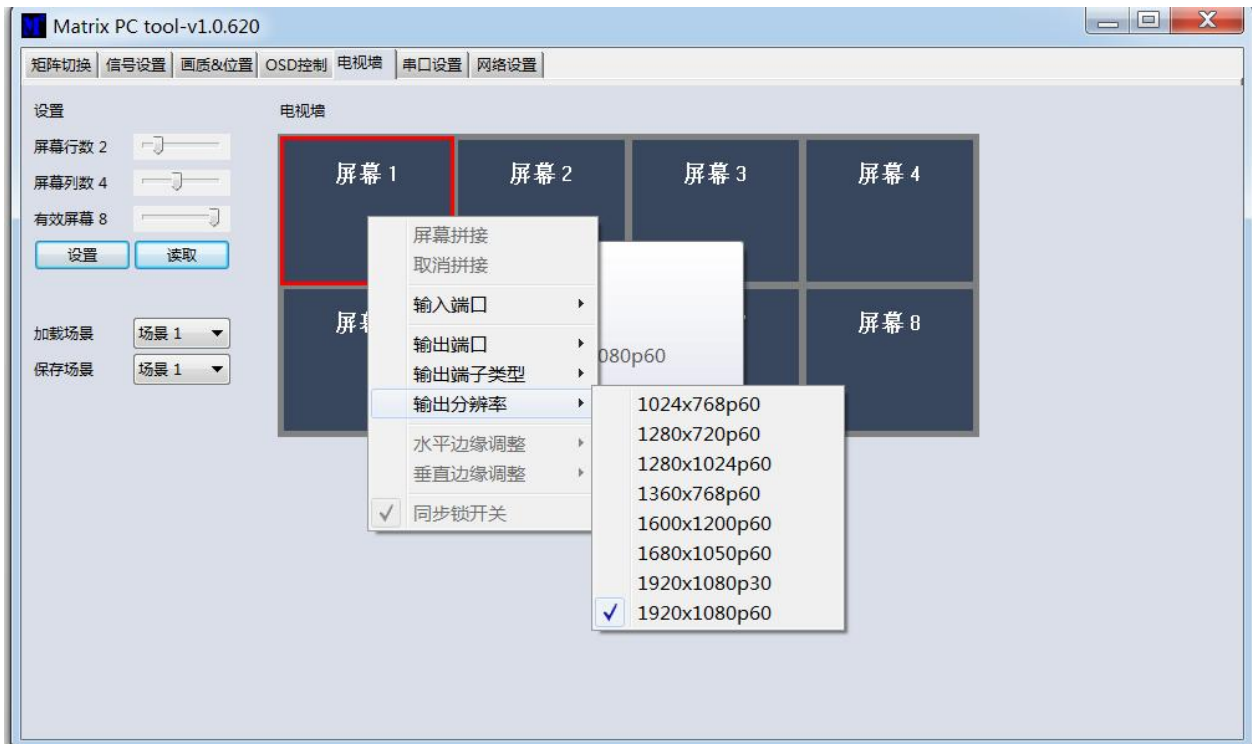 Matrix PC tool-v1.0.620
矩阵切换 信号设置 画质&位置 OSD控制 电视墙 串口设置 网络设置
设置
屏幕行数 2
屏幕列数 4
有效屏幕 8
设置 读取
加载场景 场景 1
保存场景 场景 1
电视墙
屏幕 1 屏幕 2 屏幕 3 屏幕 4
屏幕 8
屏幕拼接
取消拼接
输入端口
输出端口
输出端子类型
输出分辨率
水平边缘调整
垂直边缘调整
同步锁开关
080p60
1024x768p60
1280x720p60
1280x1024p60
1360x768p60
1600x1200p60
1680x1050p60
1920x1080p30
1920x1080p60